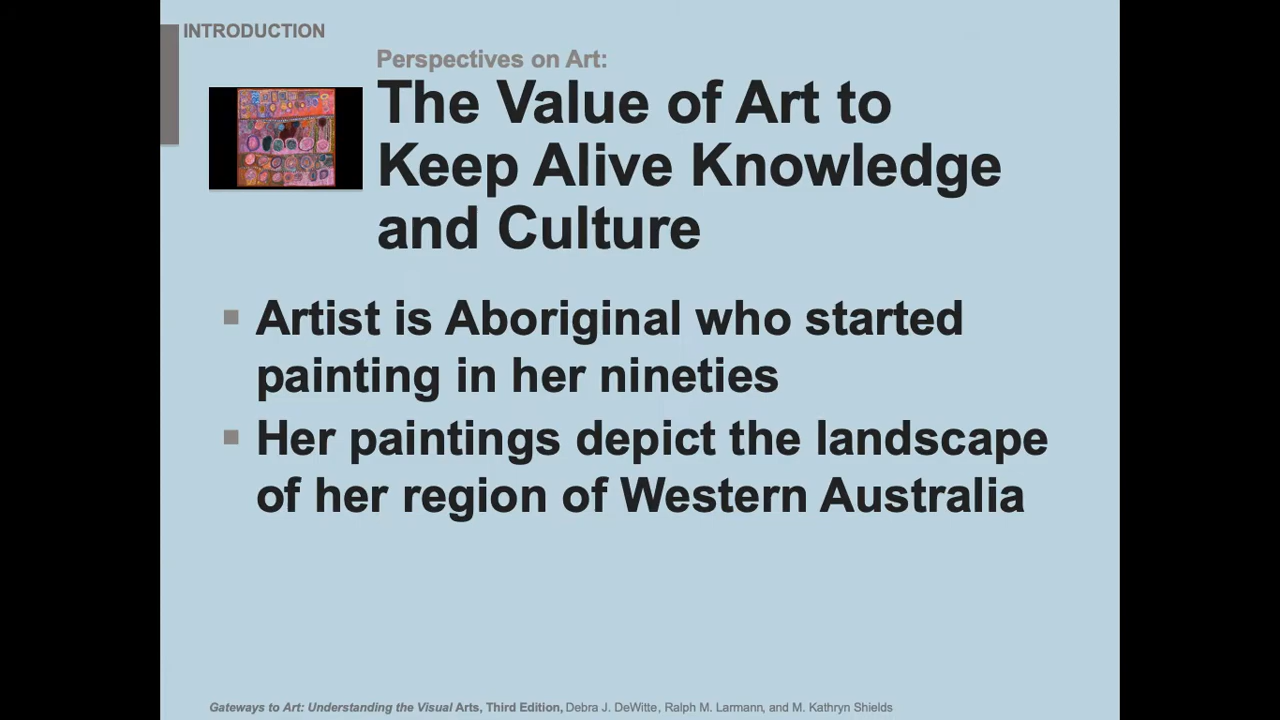 INTRODUCTION
Perspectives on Art:
The Value of Art to
Keep Alive Knowledge
and Culture
Artist is Aboriginal who started
painting in her nineties
Her paintings depict the landscape
of her region of Western Australia
Gateways to Art: Understanding the Visual Arts, Third Edition, Debra J. DeWitte, Ralph M. Larmann, and M. Kathryn Shields